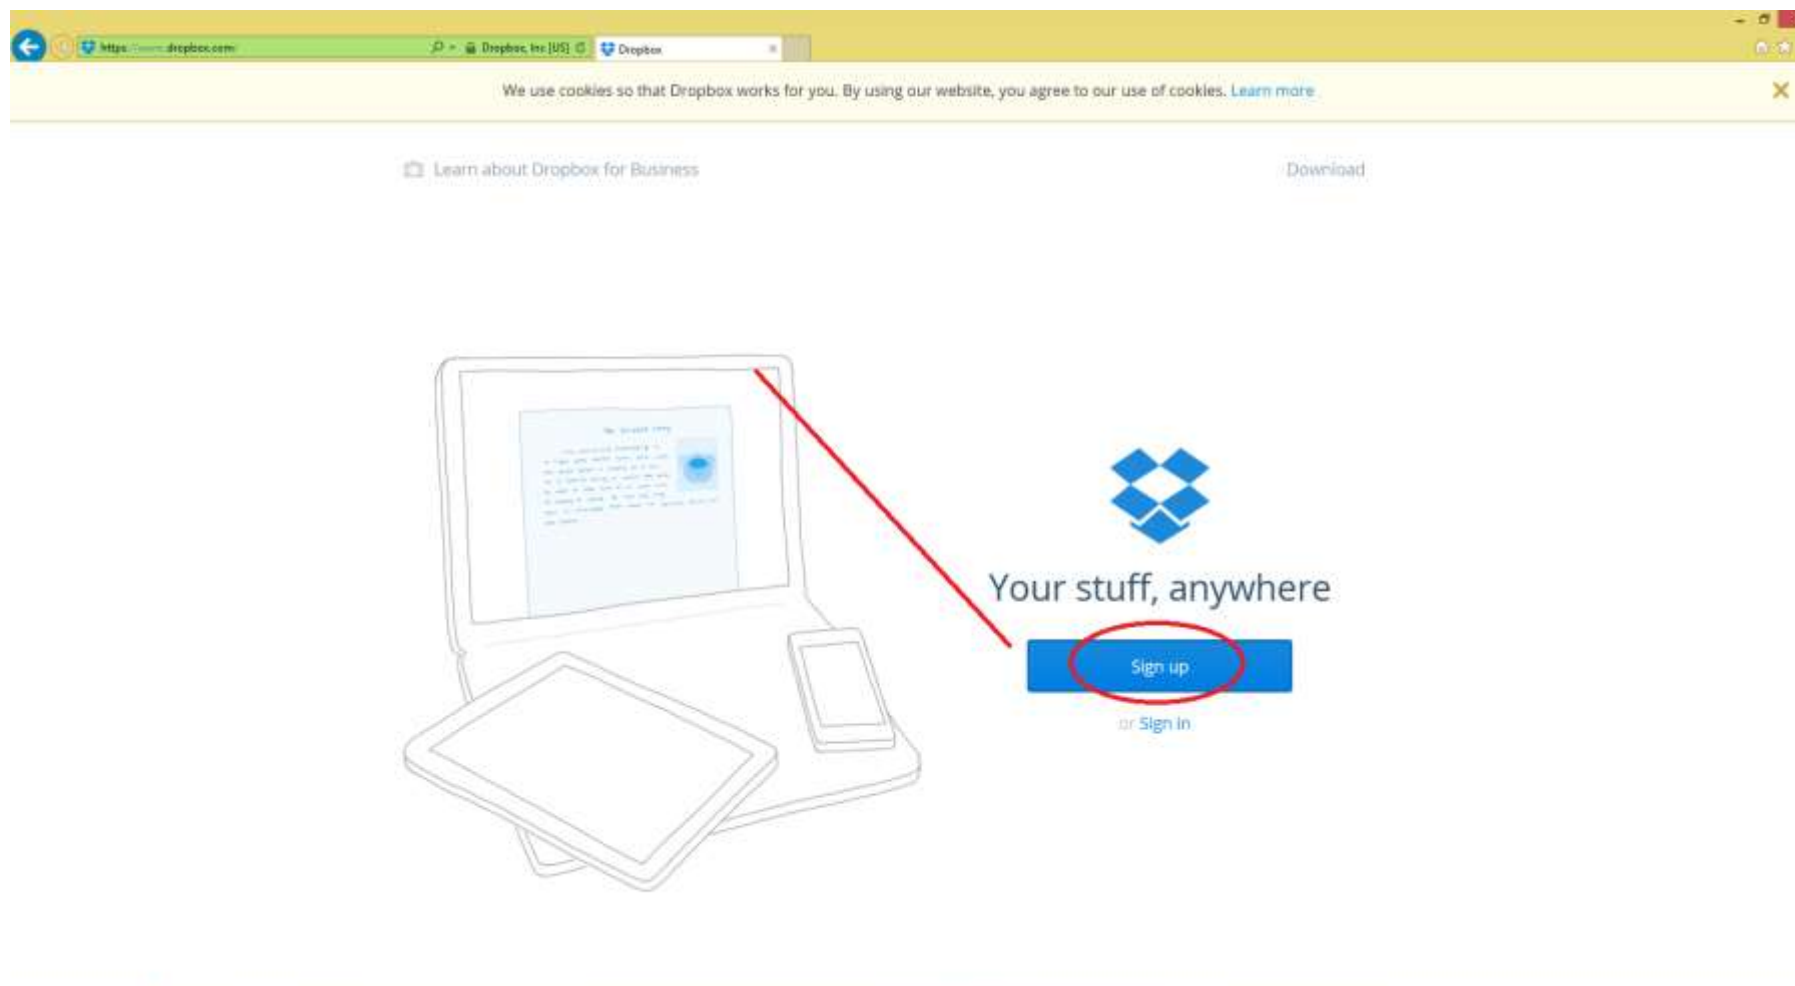 https://www.dropbox.com/
Dropbox, Inc [US]
Dropbox
We use cookies so that Dropbox works for you. By using our website, you agree to our use of cookies. Learn more
Learn about Dropbox for Business
Download
Your stuff, anywhere
Sign up
or Sign in